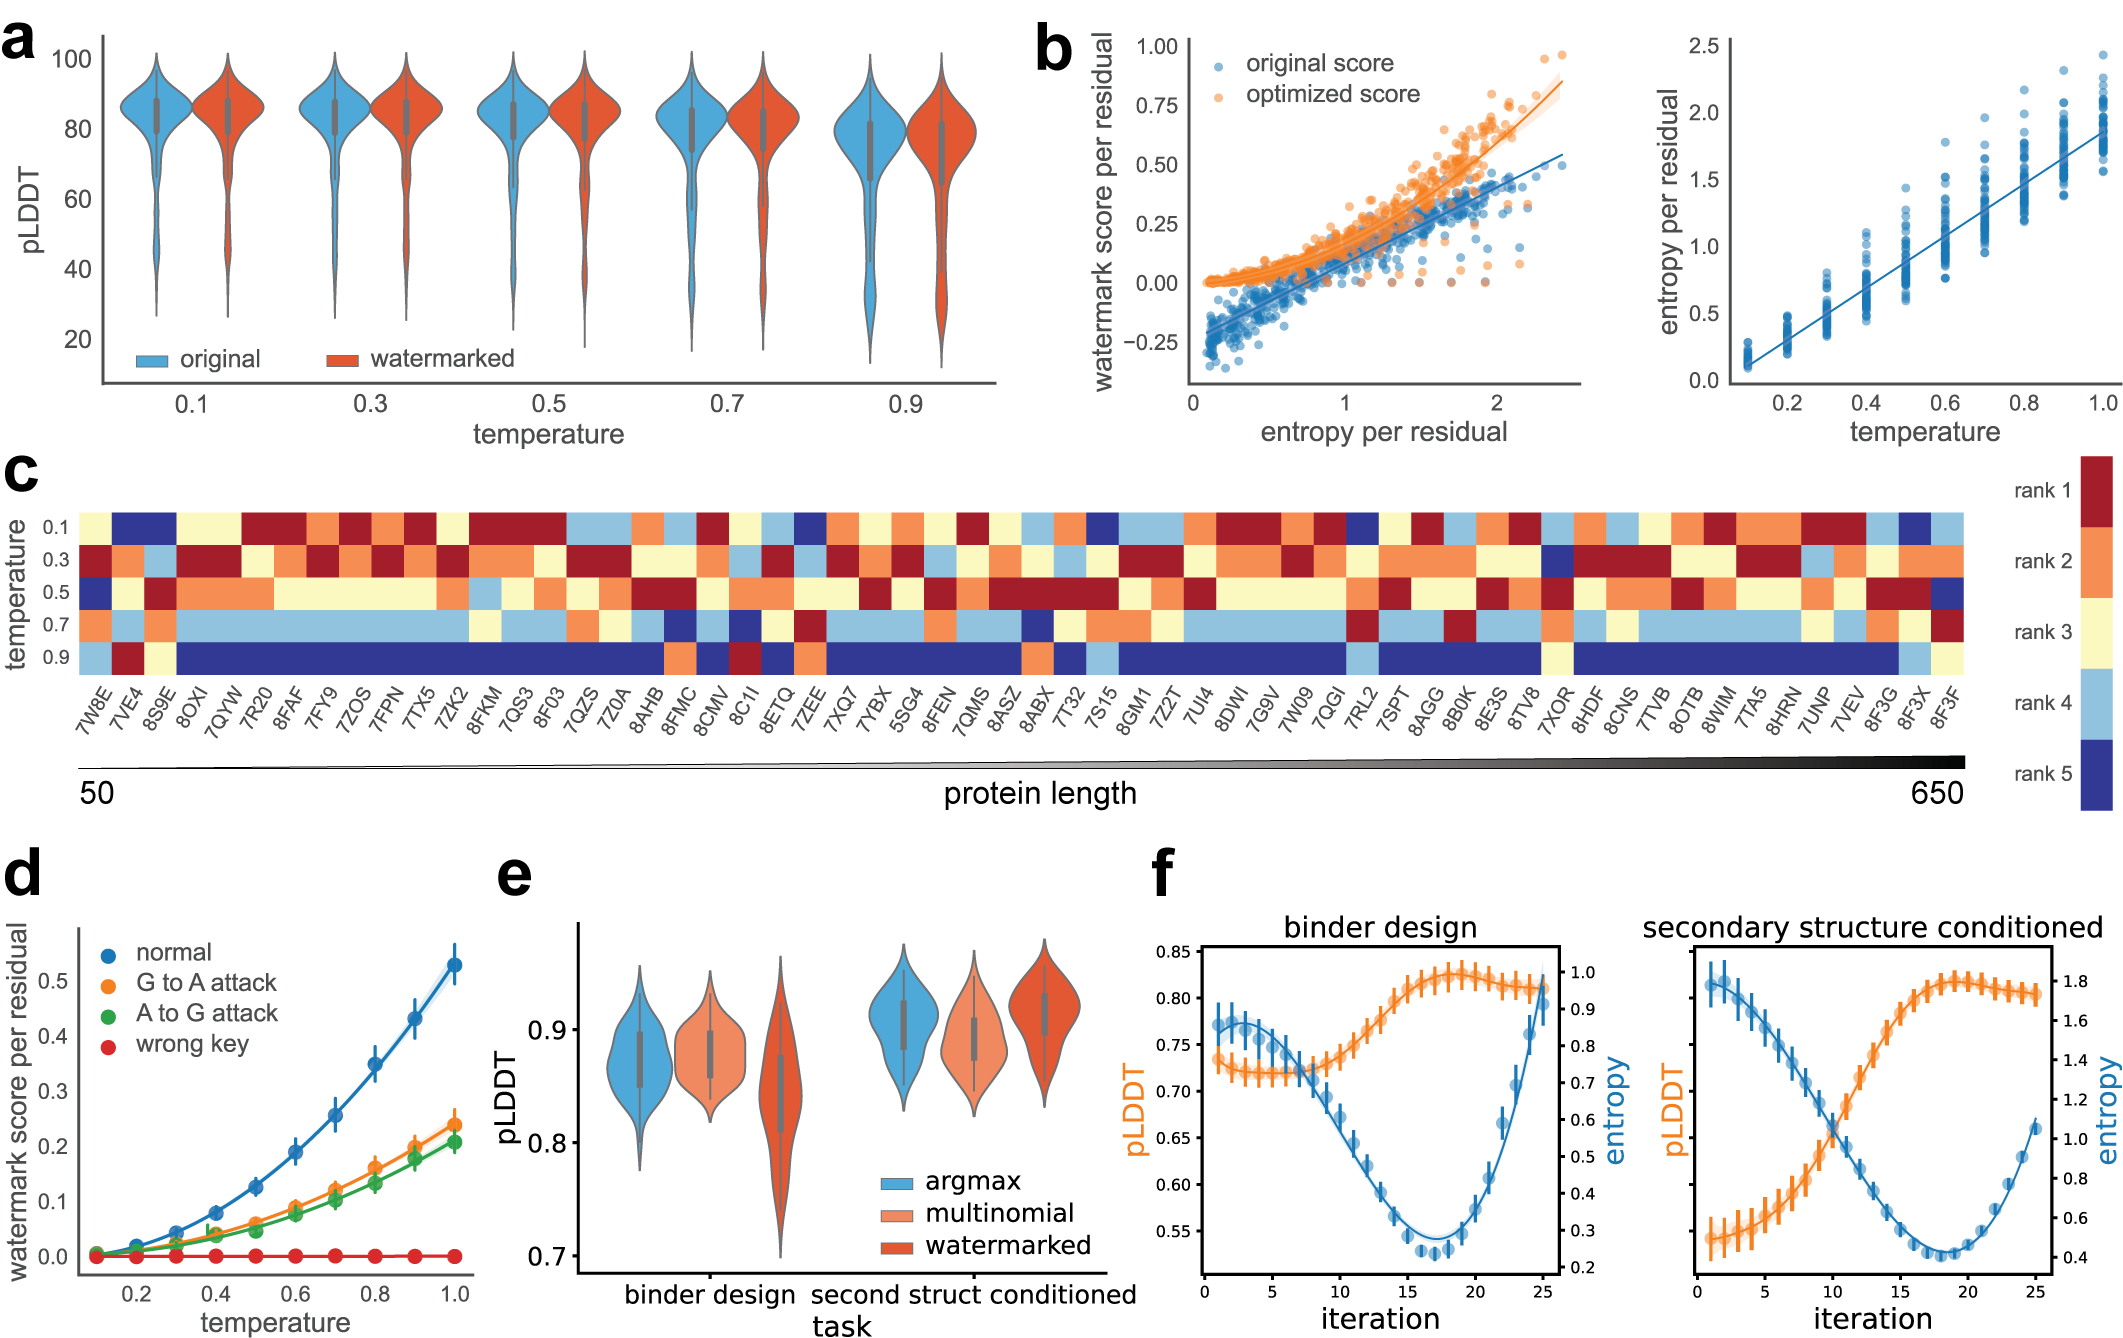 a
100
80
60
40
20
pLDDT
original
watermarked
0.1 0.3 0.5 0.7 0.9
temperature
b
1.00
0.75
0.50
0.25
0.00
−0.25
watermark score per residual
original score
optimized score
0 1 2
entropy per residual
2.5
2.0
1.5
1.0
0.5
0.0
entropy per residual
0.2 0.4 0.6 0.8 1.0
temperature
c
temperature
0.1
0.3
0.5
0.7
0.9
7W8E 7VE4 8S9E 8OXI 7QYW 7R20 8FAF 7FY9 7ZOS 7FPN 7TX5 7ZK2 8FKM 7QS3 8F03 7QZS 7Z0A 8AHB 8FMC 8CMV 8C1I 8ETQ 7ZEE 7XQ7 7YBX 5SG4 8FEN 7QMS 8ASZ 8ABX 7T32 7S15 8GM1 7Z2T 7UI4 8DWI 7G9V 7W09 7QGI 7RL2 7SPT 8AGG 8B0K 8E3S 8TV8 7XOR 8HDF 8CNS 7TVB 8OTB 8WIM 7TA5 8HRN 7UNP 7VEV 8F3G 8F3X 8F3F
50 protein length 650
rank 1
rank 2
rank 3
rank 4
rank 5
d
watermark score per residual
0.5
0.4
0.3
0.2
0.1
0.0
normal
G to A attack
A to G attack
wrong key
0.2 0.4 0.6 0.8 1.0
temperature
e
pLDDT
0.9
0.8
0.7
argmax
multinomial
watermarked
binder design second struct conditioned
task
f
binder design
0.85
0.80
0.75
0.70
0.65
0.60
0.55
pLDDT
1.0
0.9
0.8
0.7
0.6
0.5
0.4
0.3
0.2
entropy
0 5 10 15 20 25
iteration
secondary structure conditioned
pLDDT
1.8
1.6
1.4
1.2
1.0
0.8
0.6
0.4
entropy
0 5 10 15 20 25
iteration